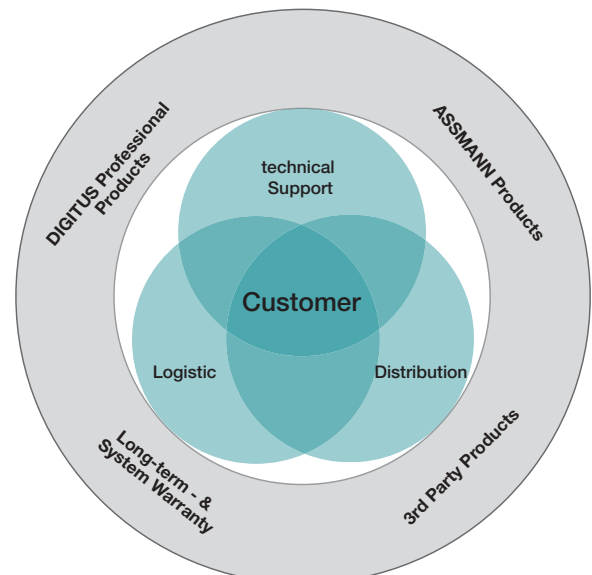 DIGITUS Professional
Products
ASSMANN Products
technical
Support
Customer
Logistic
Distribution
Long-term - &
System Warranty
3rd Party Products